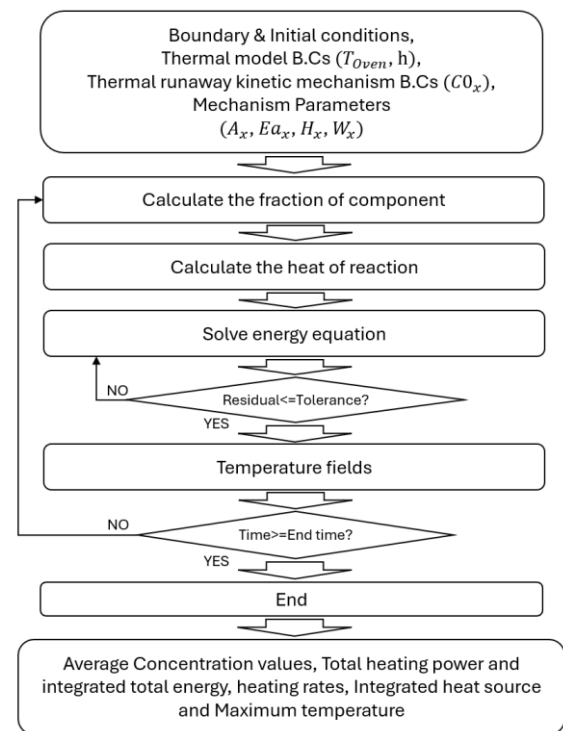 Boundary & Initial conditions,
Thermal model B.Cs (T_Oven, h),
Thermal runaway kinetic mechanism B.Cs (C0_x),
Mechanism Parameters
(A_x, Ea_x, H_x, W_x)
Calculate the fraction of component
Calculate the heat of reaction
Solve energy equation
NO
Residual<=Tolerance?
YES
Temperature fields
NO
Time>=End time?
YES
End
Average Concentration values, Total heating power and
integrated total energy, heating rates, Integrated heat source
and Maximum temperature